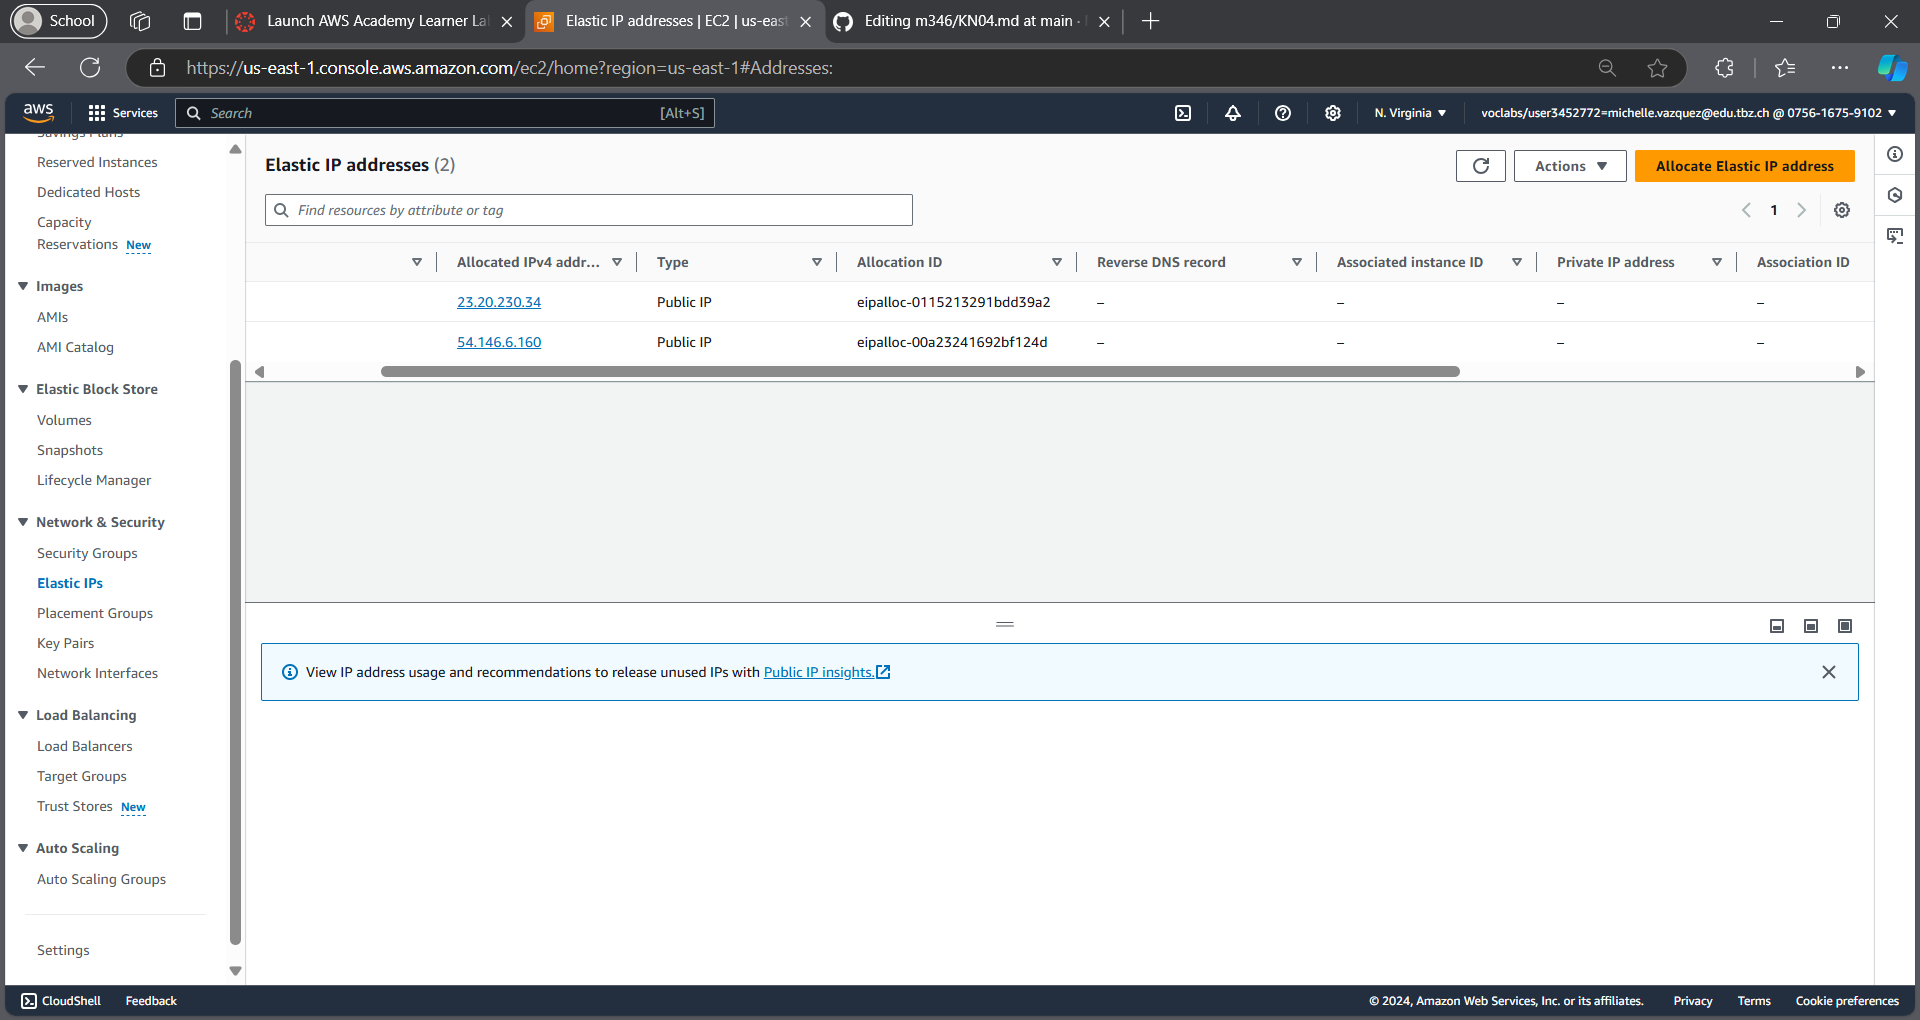 School
Launch AWS Academy Learner La
Elastic IP addresses | EC2 | us-east
Editing m346/KN04.md at main ·
https://us-east-1.console.aws.amazon.com/ec2/home?region=us-east-1#Addresses:
aws
Services
Search
[Alt+S]
N. Virginia
voclabs/user3452772=michelle.vazquez@edu.tbz.ch @ 0756-1675-9102
Savings Plans
Reserved Instances
Dedicated Hosts
Capacity
Reservations New
Images
AMIs
AMI Catalog
Elastic Block Store
Volumes
Snapshots
Lifecycle Manager
Network & Security
Security Groups
Elastic IPs
Placement Groups
Key Pairs
Network Interfaces
Load Balancing
Load Balancers
Target Groups
Trust Stores New
Auto Scaling
Auto Scaling Groups
Settings
Elastic IP addresses (2)
Actions
Allocate Elastic IP address
Find resources by attribute or tag
1
Allocated IPv4 addr... Type Allocation ID Reverse DNS record Associated instance ID Private IP address Association ID
23.20.230.34 Public IP eipalloc-0115213291bdd39a2 – – – –
54.146.6.160 Public IP eipalloc-00a23241692bf124d – – – –
View IP address usage and recommendations to release unused IPs with Public IP insights.
CloudShell
Feedback
© 2024, Amazon Web Services, Inc. or its affiliates.
Privacy
Terms
Cookie preferences